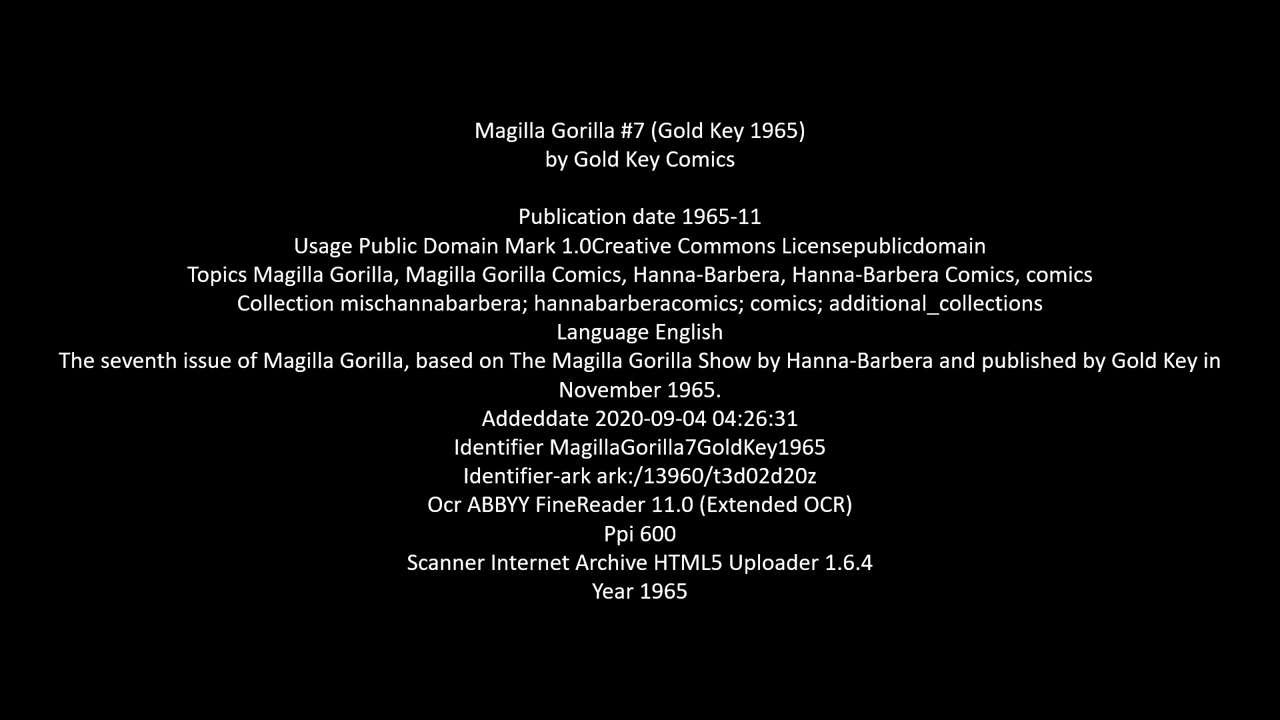 Magilla Gorilla #7 (Gold Key 1965)
by Gold Key Comics
Publication date 1965-11
Usage Public Domain Mark 1.0Creative Commons Licensepublicdomain
Topics Magilla Gorilla, Magilla Gorilla Comics, Hanna-Barbera, Hanna-Barbera Comics, comics
Collection mischannabarbera; hannabarberacomics; comics; additional_collections
Language English
The seventh issue of Magilla Gorilla, based on The Magilla Gorilla Show by Hanna-Barbera and published by Gold Key in
November 1965.
Addeddate 2020-09-04 04:26:31
Identifier MagillaGorilla7GoldKey1965
Identifier-ark ark:/13960/t3d02d20z
Ocr ABBYY FineReader 11.0 (Extended OCR)
Ppi 600
Scanner Internet Archive HTML5 Uploader 1.6.4
Year 1965